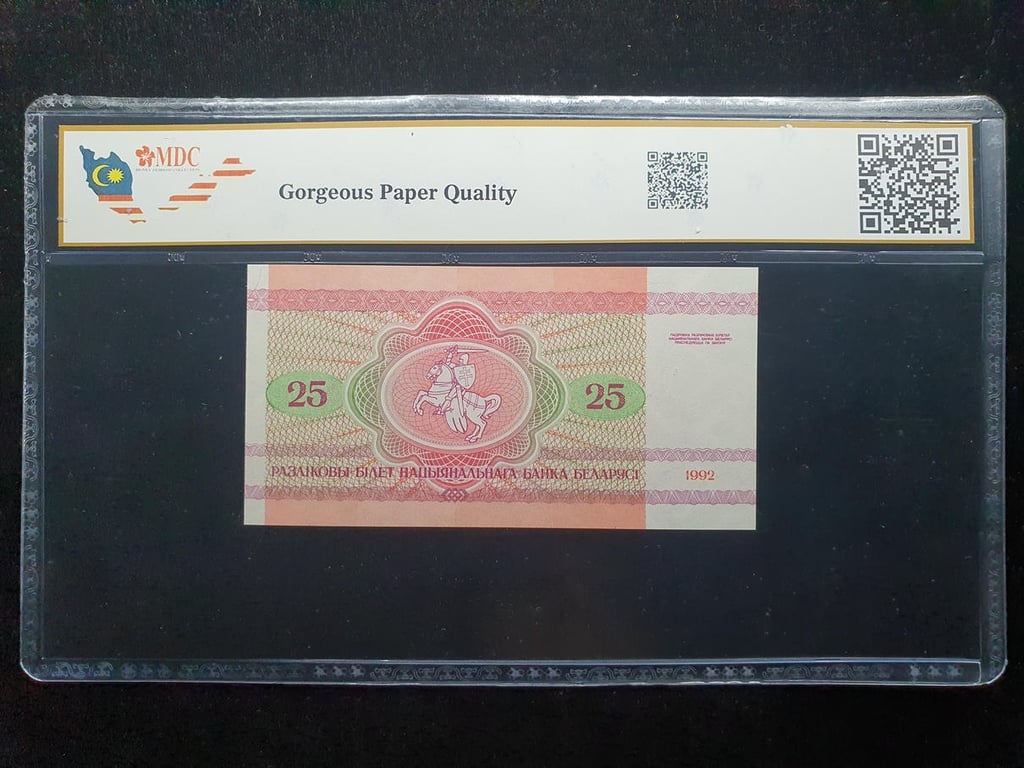 MDC
Gorgeous Paper Quality
25
25
РАЗЛІКОВЫ БІЛЕТ НАЦЫЯНАЛЬНАГА БАНКА БЕЛАРУСІ
1992